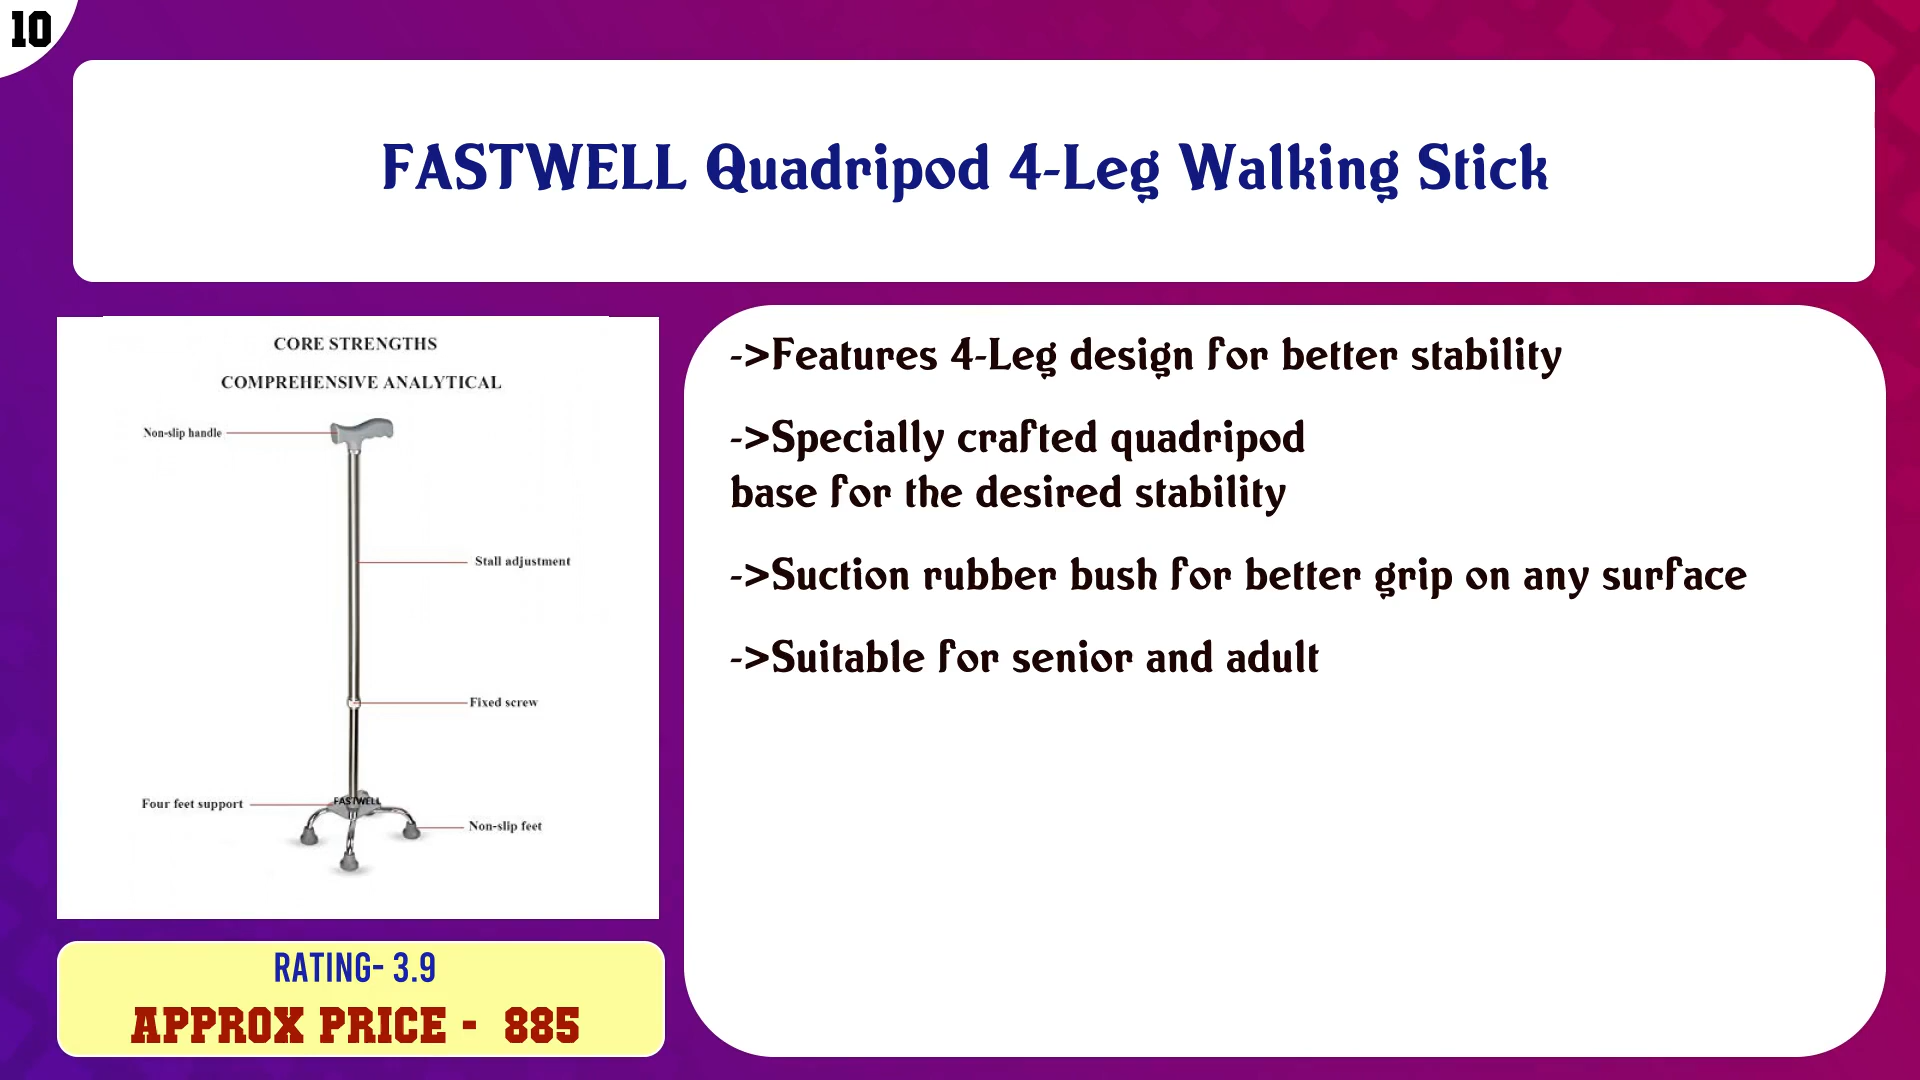 10
FASTWELL Quadripod 4-Leg Walking Stick
CORE STRENGTHS
COMPREHENSIVE ANALYTICAL
Non-slip handle
Stall adjustment
Fixed screw
Four feet support
FASTWELL
Non-slip feet
->Features 4-Leg design for better stability
->Specially crafted quadripod
base for the desired stability
->Suction rubber bush for better grip on any surface
->Suitable for senior and adult
RATING- 3.9
APPROX PRICE - 885